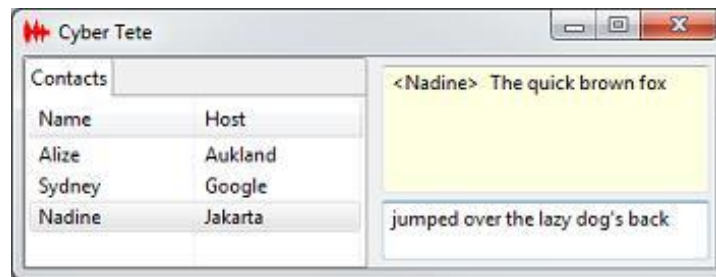 Cyber Tete
Contacts
Name Host
Alize Aukland
Sydney Google
Nadine Jakarta
<Nadine> The quick brown fox
jumped over the lazy dog's back